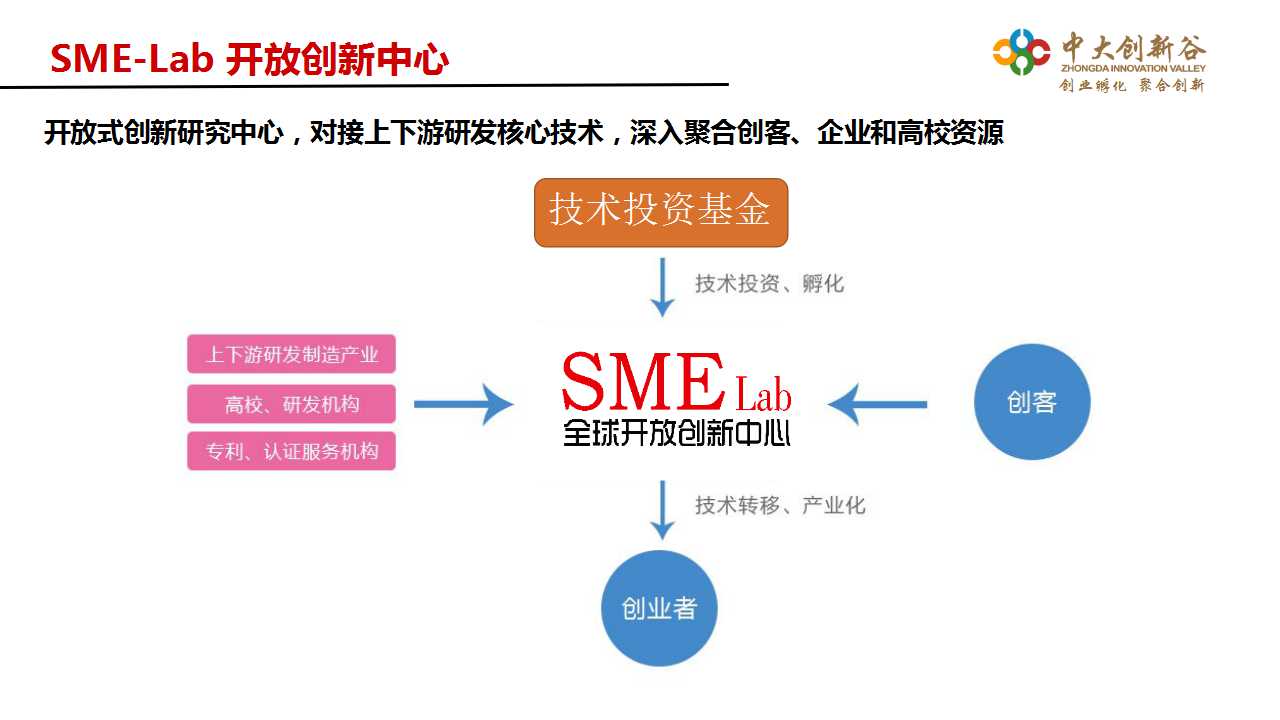 SME-Lab 开放创新中心
中大创新谷
ZHONGDA INNOVATION VALLEY
创业孵化 聚合创新
开放式创新研究中心，对接上下游研发核心技术，深入聚合创客、企业和高校资源
技术投资基金
技术投资、孵化
上下游研发制造产业
高校、研发机构
专利、认证服务机构
SME Lab
全球开放创新中心
创客
技术转移、产业化
创业者